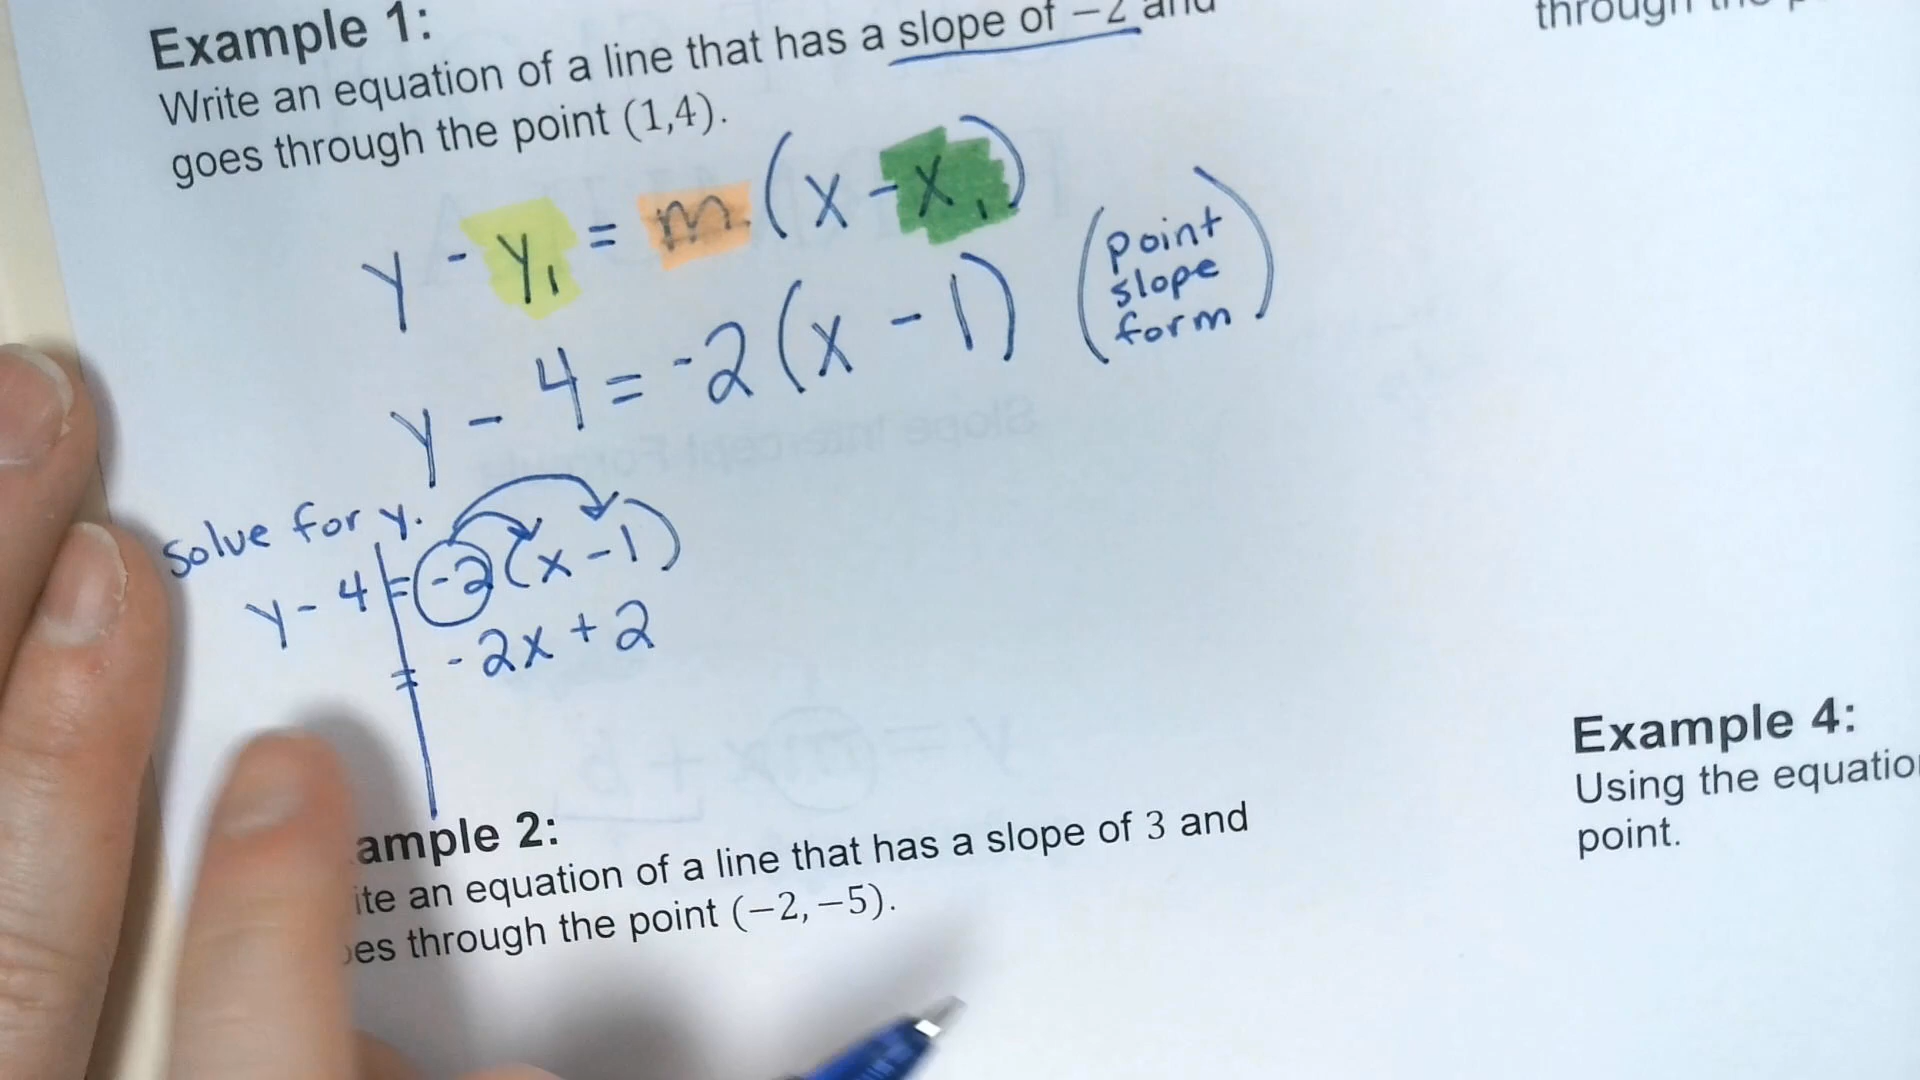 Example 1:
Write an equation of a line that has a slope of −2 and
goes through the point (1,4).
y - y₁ = m (x - x₁)
y - 4 = -2 (x - 1)
(point
slope
form)
Solve for y.
y - 4 = -2 (x - 1)
= -2x + 2
ample 2:
ite an equation of a line that has a slope of 3 and
es through the point (−2, −5).
through the
Example 4:
Using the equatio
point.